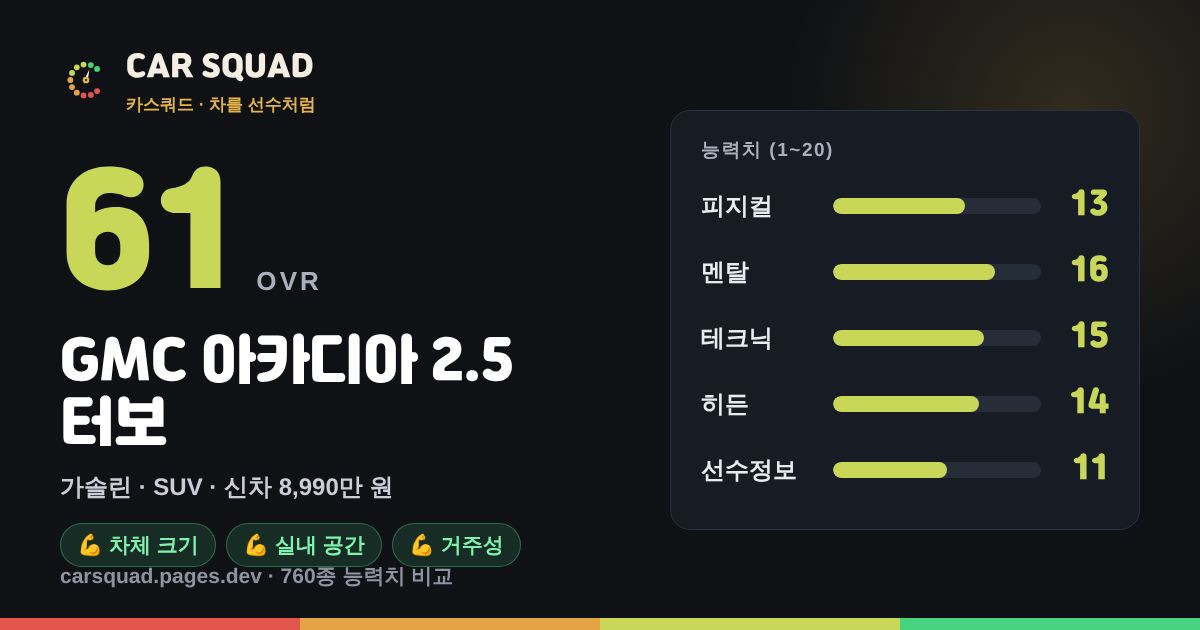 CAR SQUAD
카스쿼드 · 차를 선수처럼
61 OVR
GMC 아카디아 2.5
터보
가솔린 · SUV · 신차 8,990만 원
💪 차체 크기 💪 실내 공간 💪 거주성
carsquad.pages.dev · 760종 능력치 비교
능력치 (1~20)
피지컬 13
멘탈 16
테크닉 15
히든 14
선수정보 11